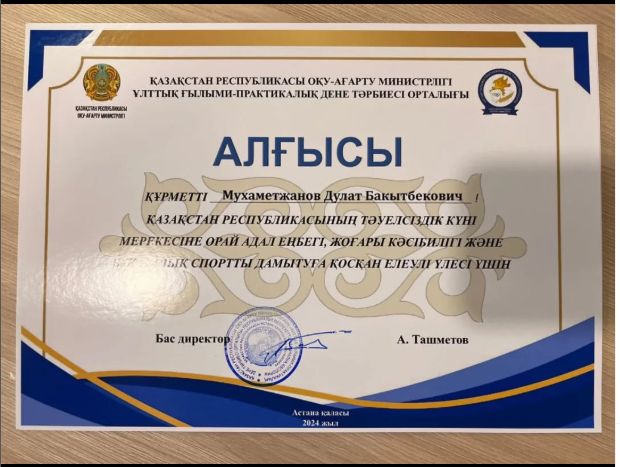 ҚАЗАҚСТАН РЕСПУБЛИКАСЫ ОҚУ-АҒАРТУ МИНИСТРЛІГІ
ҰЛТТЫҚ ҒЫЛЫМИ-ПРАКТИКАЛЫҚ ДЕНЕ ТӘРБИЕСІ ОРТАЛЫҒЫ
ҚАЗАҚСТАН РЕСПУБЛИКАСЫ
ОҚУ-АҒАРТУ МИНИСТРЛІГІ
АЛҒЫСЫ
ҚҰРМЕТТІ Мухаметжанов Дулат Бакытбекович !
ҚАЗАҚСТАН РЕСПУБЛИКАСЫНЫҢ ТӘУЕЛСІЗДІК КҮНІ
МЕРЕКЕСІНЕ ОРАЙ АДАЛ ЕҢБЕГІ, ЖОҒАРЫ КӘСІБИЛІГІ ЖӘНЕ
СПОРТТЫ ДАМЫТУҒА ҚОСҚАН ЕЛЕУЛІ ҮЛЕСІ ҮШІН
Бас директор А. Ташметов
Астана қаласы
2024 жыл